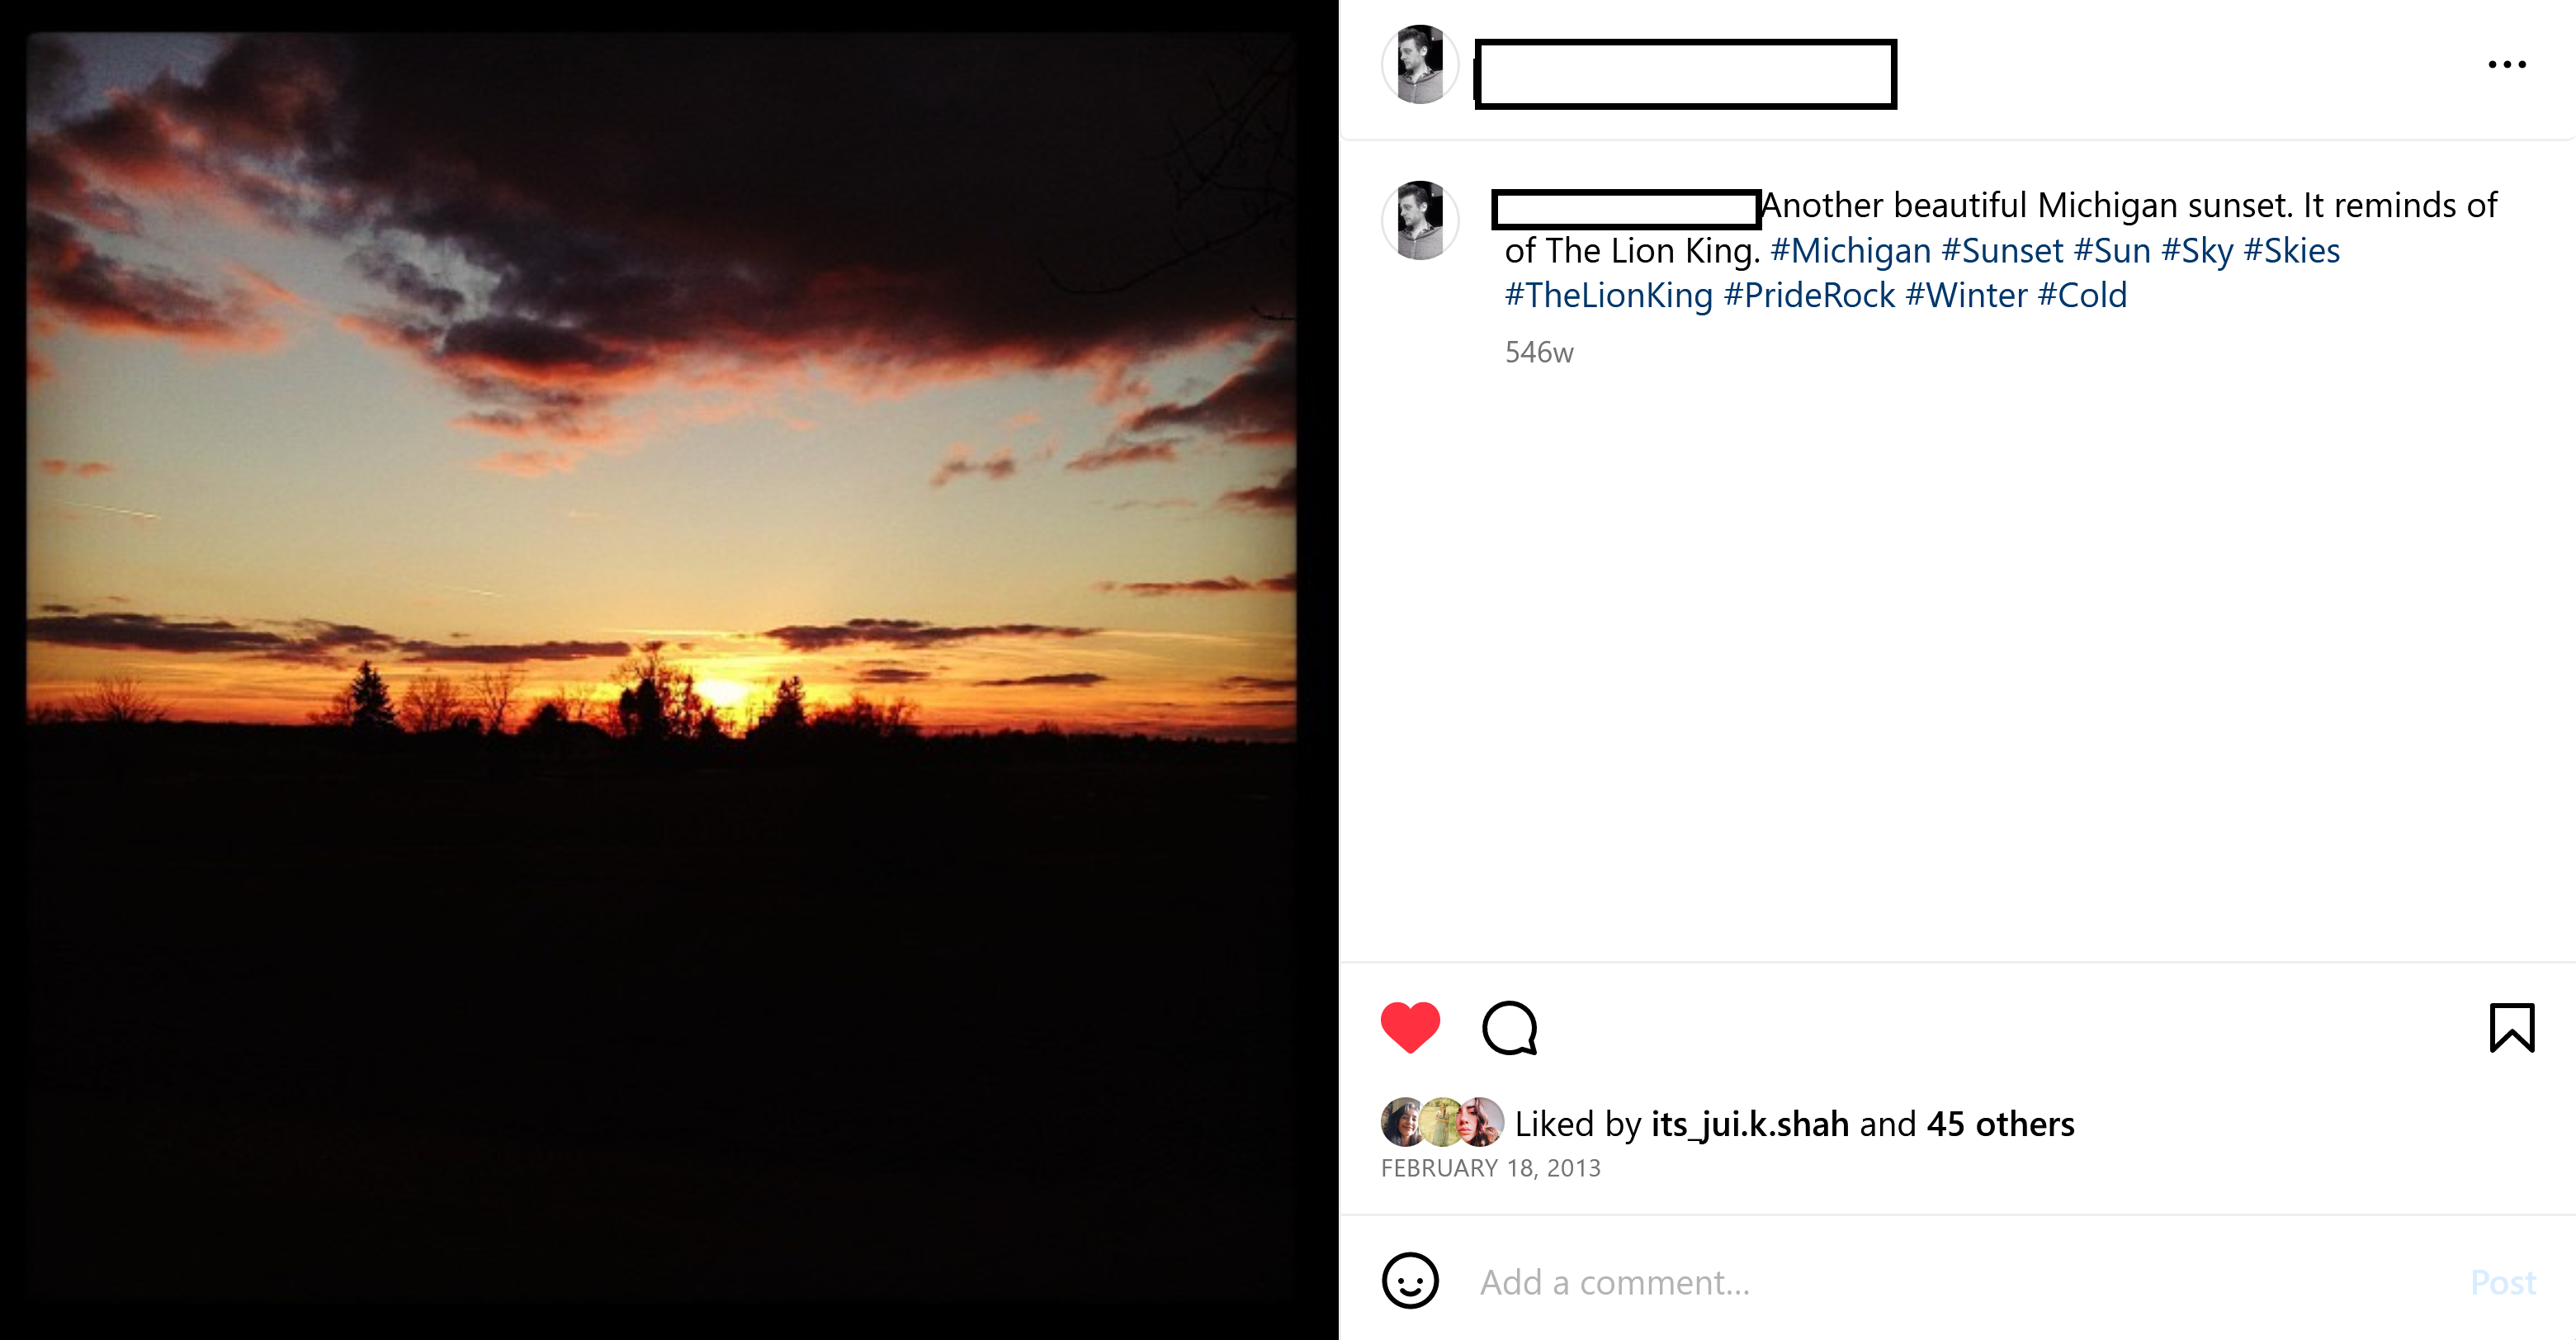 Another beautiful Michigan sunset. It reminds of
of The Lion King. #Michigan #Sunset #Sun #Sky #Skies
#TheLionKing #PrideRock #Winter #Cold
546w
Liked by its_jui.k.shah and 45 others
FEBRUARY 18, 2013
Add a comment...
Post